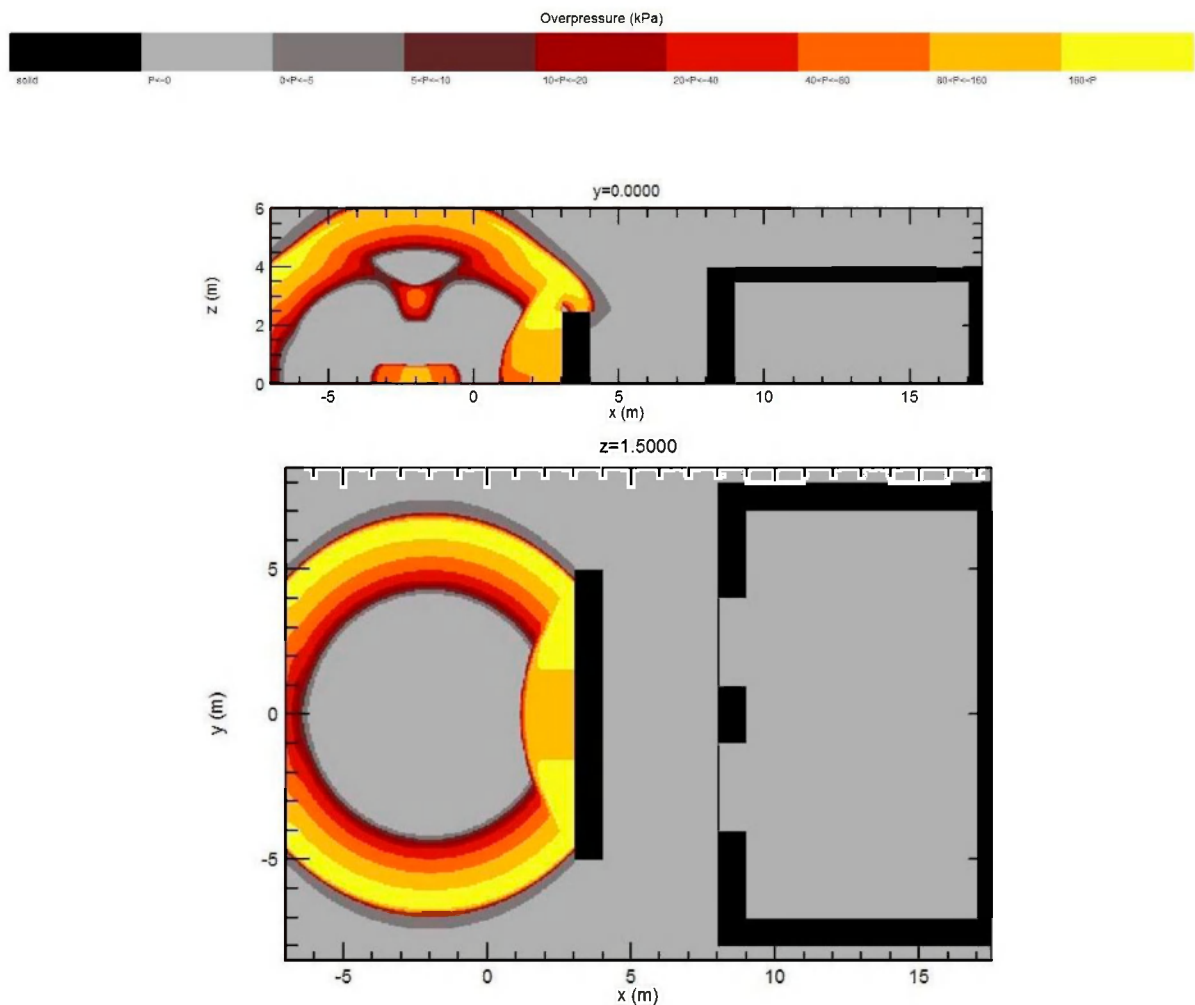 Overpressure (kPa)
solid P<=0 0<P<=5 5<P<=10 10<P<=20 20<P<=40 40<P<=80 80<P<=160 160<P
y=0.0000
6
4
2
0
z (m)
-5 0 5 10 15
x (m)
z=1.5000
5
0
-5
y (m)
-5 0 5 10 15
x (m)